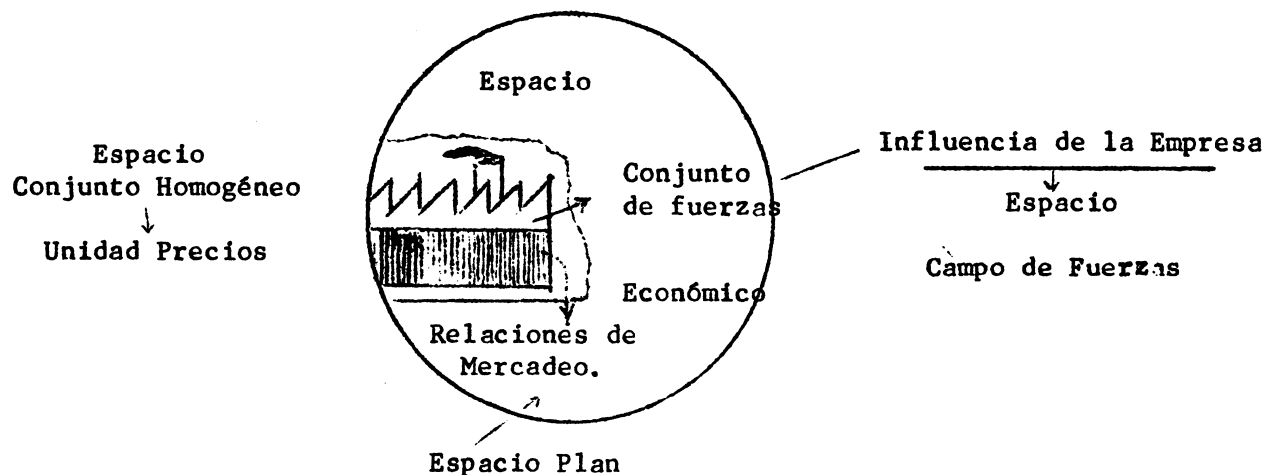 Espacio
Conjunto Homogéneo
Unidad Precios
Espacio
Conjunto
de fuerzas
Económico
Relaciones de
Mercadeo.
Espacio Plan
Influencia de la Empresa
Espacio
Campo de Fuerzas